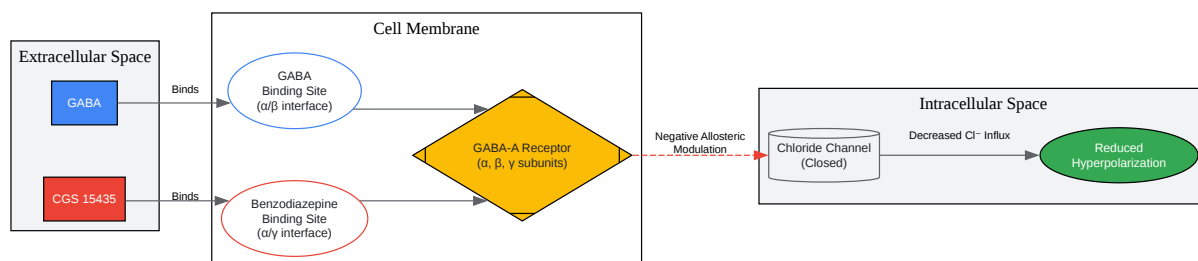 Extracellular Space
GABA
CGS 15435
Binds
Binds
Cell Membrane
GABA
Binding Site
(α/β interface)
Benzodiazepine
Binding Site
(α/γ interface)
GABA-A Receptor
(α, β, γ subunits)
Negative Allosteric
Modulation
Intracellular Space
Chloride Channel
(Closed)
Decreased Cl⁻ Influx
Reduced
Hyperpolarization